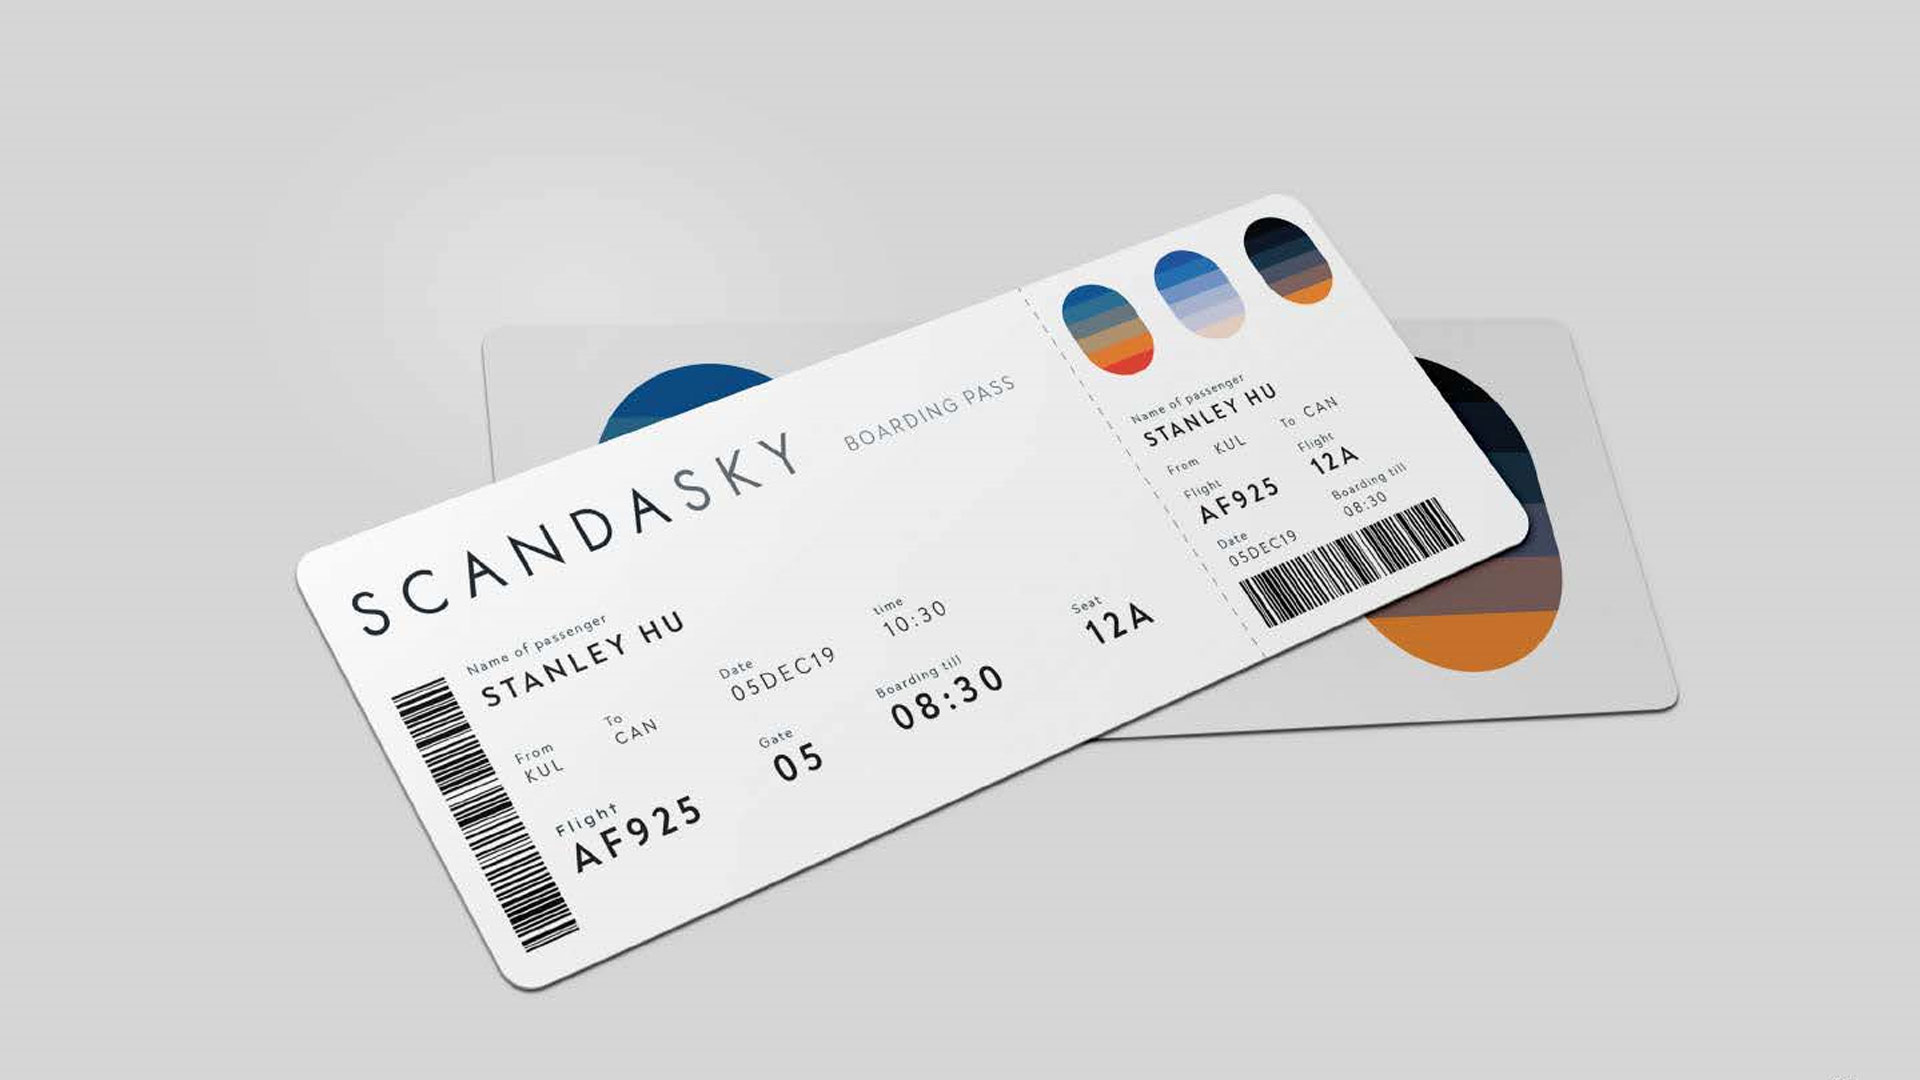 SCANDASKY
BOARDING PASS
Name of passenger
STANLEY HU
From
KUL
To
CAN
Date
05DEC19
time
10:30
Flight
AF925
Gate
05
Boarding till
08:30
Seat
12A
Name of passenger
STANLEY HU
From KUL
To CAN
Flight
AF925
Flight
12A
Date
05DEC19
Boarding till
08:30